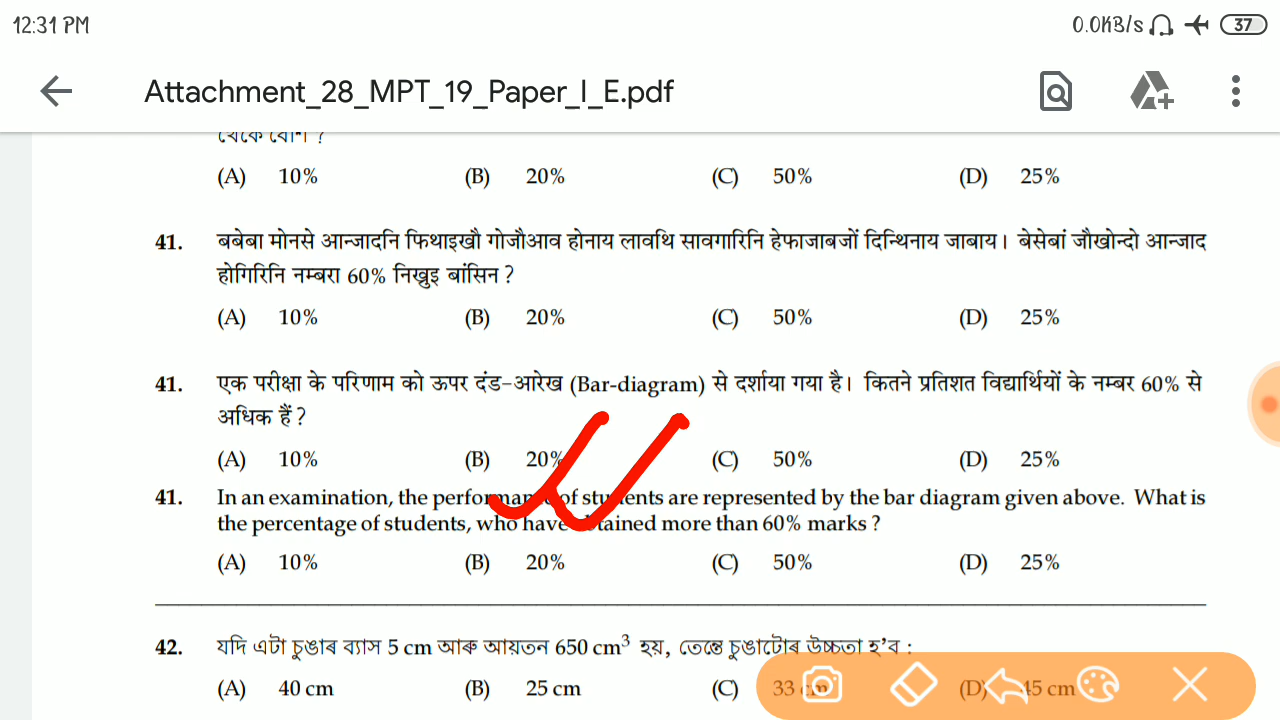 12:31 PM
0.0KB/s
37
Attachment_28_MPT_19_Paper_I_E.pdf
(A) 10% (B) 20% (C) 50% (D) 25%
41. बबेबा मोनसे आन्जादनि फिथाइखौ गोजौआव होनाय लावथि सावगारिनि हेफाजाबजों दिन्थिनाय जाबाय। बेसेबां जौखोन्दो आन्जाद
होगिरिनि नम्बरा 60% निख्रुइ बांसिन ?
(A) 10% (B) 20% (C) 50% (D) 25%
41. एक परीक्षा के परिणाम को ऊपर दंड-आरेख (Bar-diagram) से दर्शाया गया है। कितने प्रतिशत विद्यार्थियों के नम्बर 60% से
अधिक हैं ?
(A) 10% (B) 20% (C) 50% (D) 25%
41. In an examination, the performance of students are represented by the bar diagram given above. What is
the percentage of students, who have obtained more than 60% marks ?
(A) 10% (B) 20% (C) 50% (D) 25%
42. যদি এটা চুঙাৰ ব্যাস 5 cm আৰু আয়তন 650 cm³ হয়, তেন্তে চুঙাটোৰ উচ্চতা হ'ব :
(A) 40 cm (B) 25 cm (C) 33 cm (D) 45 cm